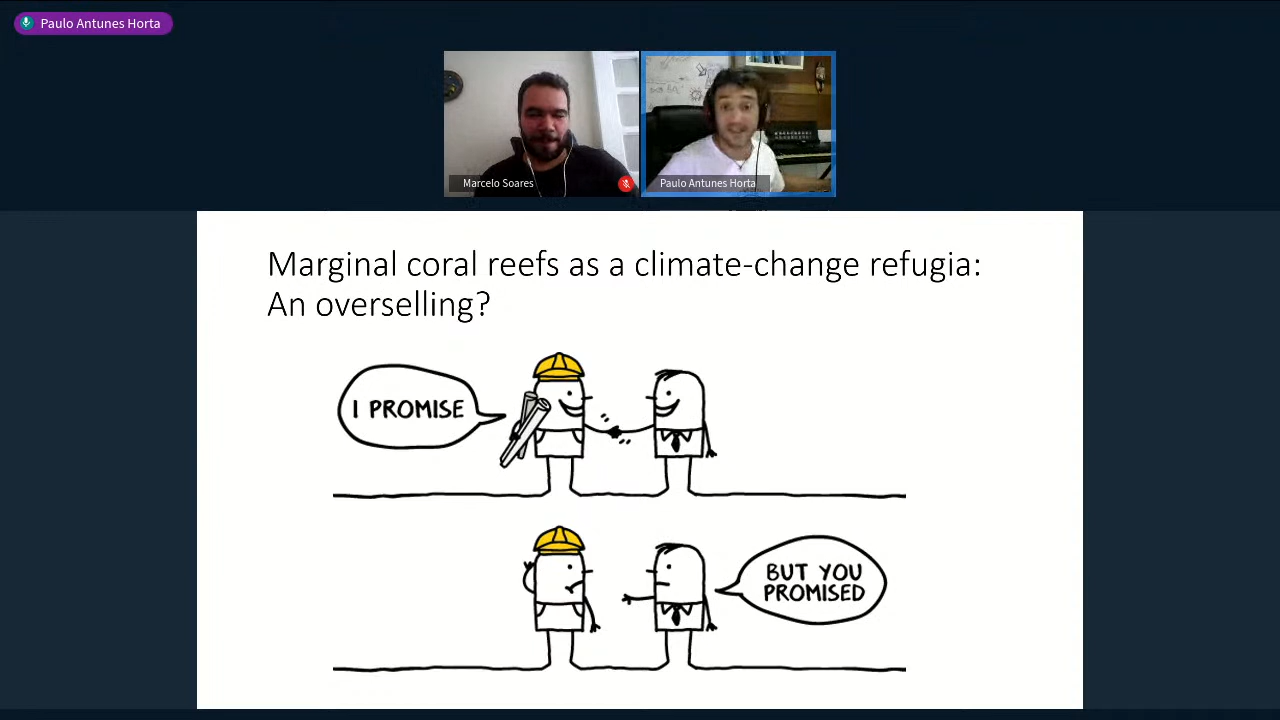 Paulo Antunes Horta
Marcelo Soares
Paulo Antunes Horta
Marginal coral reefs as a climate-change refugia:
An overselling?
I PROMISE
BUT YOU
PROMISED